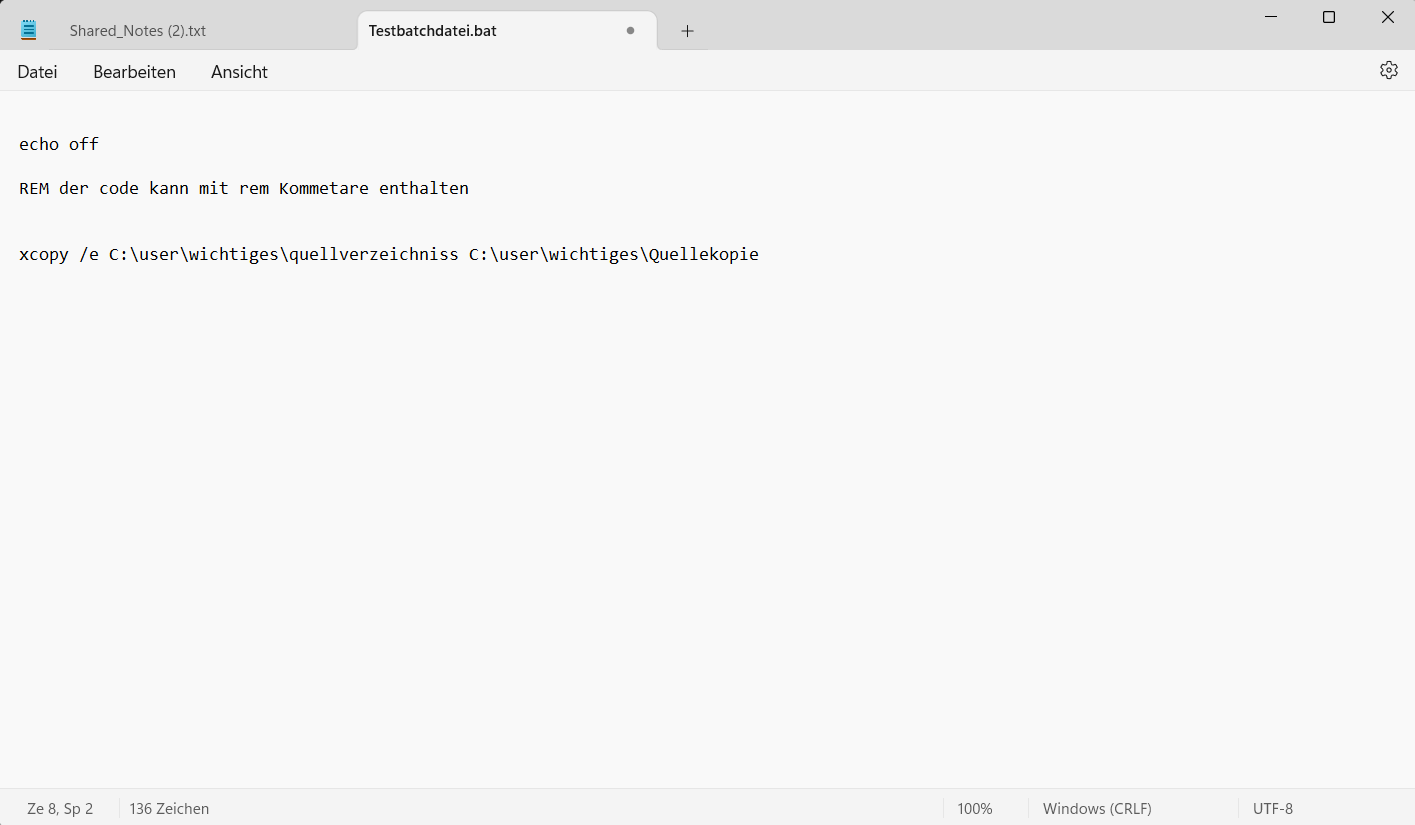 Shared_Notes (2).txt
Testbatchdatei.bat
Datei Bearbeiten Ansicht
echo off
REM der code kann mit rem Kommetare enthalten
xcopy /e C:\user\wichtiges\quellverzeichniss C:\user\wichtiges\Quellekopie
Ze 8, Sp 2 136 Zeichen 100% Windows (CRLF) UTF-8